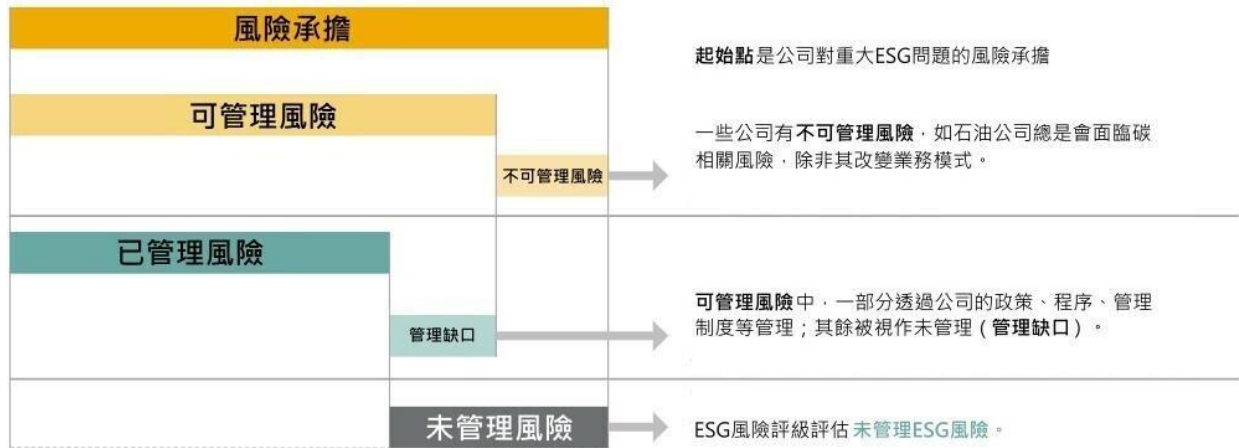 風險承擔
起始點是公司對重大ESG問題的風險承擔
可管理風險
一些公司有不可管理風險，如石油公司總是會面臨碳
相關風險，除非其改變業務模式。
不可管理風險
已管理風險
可管理風險中，一部分透過公司的政策、程序、管理
制度等管理；其餘被視作未管理（管理缺口）。
管理缺口
未管理風險
ESG風險評級評估未管理ESG風險。